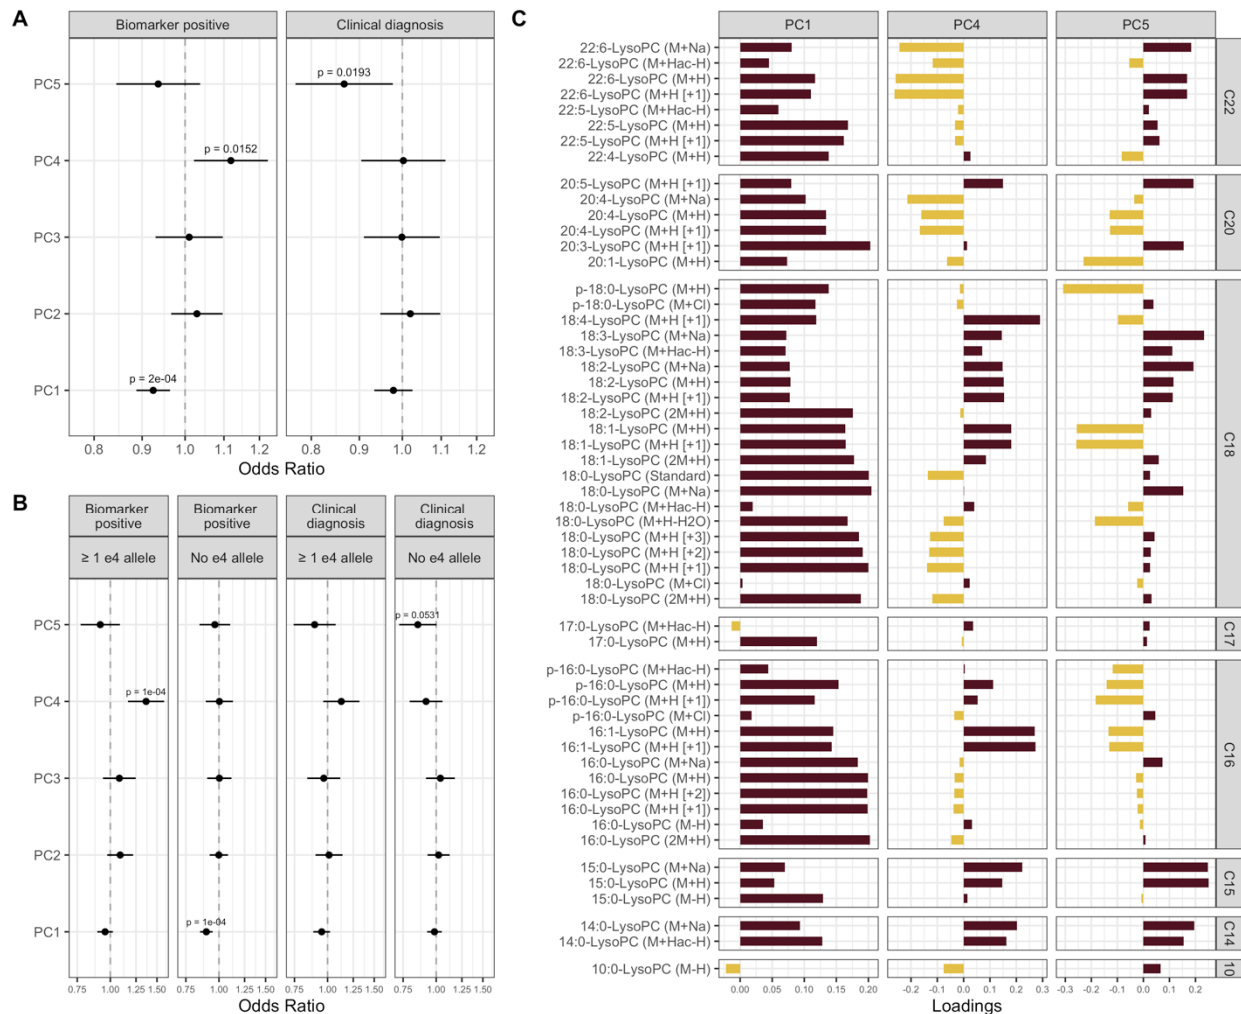 A
Biomarker positive
Clinical diagnosis
PC5
PC4
PC3
PC2
PC1
p = 0.0193
p = 0.0152
p = 2e-04
0.8
0.9
1.0
1.1
1.2
0.8
0.9
1.0
1.1
1.2
Odds Ratio
B
Biomarker
positive
Biomarker
positive
Clinical
diagnosis
Clinical
diagnosis
≥ 1 e4 allele
No e4 allele
≥ 1 e4 allele
No e4 allele
PC5
PC4
PC3
PC2
PC1
p = 0.0531
p = 1e-04
p = 1e-04
0.75
1.00
1.25
1.50
0.75
1.00
1.25
1.50
0.75
1.00
1.25
1.50
0.75
1.00
1.25
1.50
Odds Ratio
C
PC1
PC4
PC5
22:6-LysoPC (M+Na)
22:6-LysoPC (M+Hac-H)
22:6-LysoPC (M+H)
22:6-LysoPC (M+H [+1])
22:5-LysoPC (M+Hac-H)
22:5-LysoPC (M+H)
22:5-LysoPC (M+H [+1])
22:4-LysoPC (M+H)
C22
20:5-LysoPC (M+H [+1])
20:4-LysoPC (M+Na)
20:4-LysoPC (M+H)
20:4-LysoPC (M+H [+1])
20:3-LysoPC (M+H [+1])
20:1-LysoPC (M+H)
C20
p-18:0-LysoPC (M+H)
p-18:0-LysoPC (M+Cl)
18:4-LysoPC (M+H [+1])
18:3-LysoPC (M+Na)
18:3-LysoPC (M+Hac-H)
18:2-LysoPC (M+Na)
18:2-LysoPC (M+H)
18:2-LysoPC (M+H [+1])
18:2-LysoPC (2M+H)
18:1-LysoPC (M+H)
18:1-LysoPC (M+H [+1])
18:1-LysoPC (2M+H)
18:0-LysoPC (Standard)
18:0-LysoPC (M+Na)
18:0-LysoPC (M+Hac-H)
18:0-LysoPC (M+H-H2O)
18:0-LysoPC (M+H [+3])
18:0-LysoPC (M+H [+2])
18:0-LysoPC (M+H [+1])
18:0-LysoPC (M+Cl)
18:0-LysoPC (2M+H)
C18
17:0-LysoPC (M+Hac-H)
17:0-LysoPC (M+H)
C17
p-16:0-LysoPC (M+Hac-H)
p-16:0-LysoPC (M+H)
p-16:0-LysoPC (M+H [+1])
p-16:0-LysoPC (M+Cl)
16:1-LysoPC (M+H)
16:1-LysoPC (M+H [+1])
16:0-LysoPC (M+Na)
16:0-LysoPC (M+H)
16:0-LysoPC (M+H [+2])
16:0-LysoPC (M+H [+1])
16:0-LysoPC (M-H)
16:0-LysoPC (2M+H)
C16
15:0-LysoPC (M+Na)
15:0-LysoPC (M+H)
15:0-LysoPC (M-H)
C15
14:0-LysoPC (M+Na)
14:0-LysoPC (M+Hac-H)
C14
10:0-LysoPC (M-H)
10
0.00
0.05
0.10
0.15
0.20
-0.2
-0.1
0.0
0.1
0.2
0.3
-0.3
-0.2
-0.1
0.0
0.1
0.2
Loadings